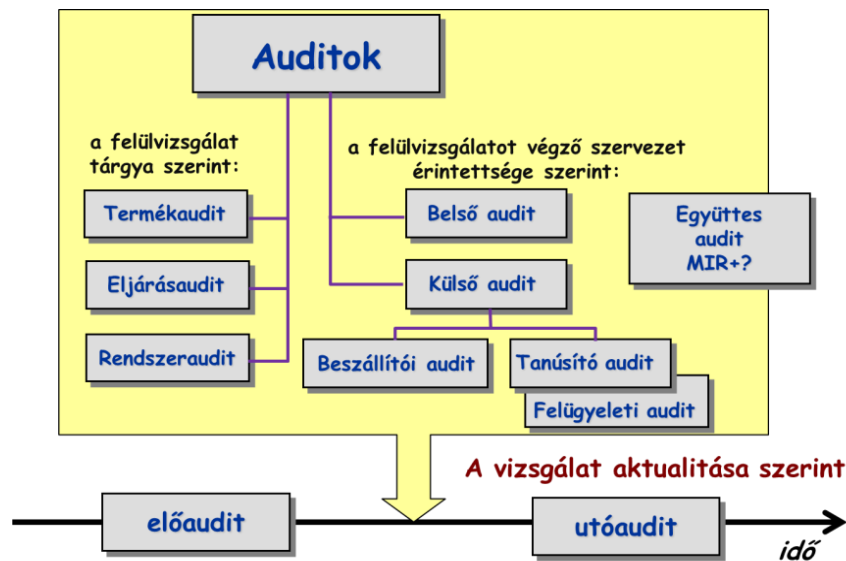 Auditok
a felülvizsgálat
tárgya szerint:
a felülvizsgálatot végző szervezet
érintettsége szerint:
Termékaudit
Belső audit
Együttes
audit
MIR+?
Eljárásaudit
Külső audit
Rendszeraudit
Beszállítói audit
Tanúsító audit
Felügyeleti audit
A vizsgálat aktualitása szerint
előaudit
utóaudit
idő